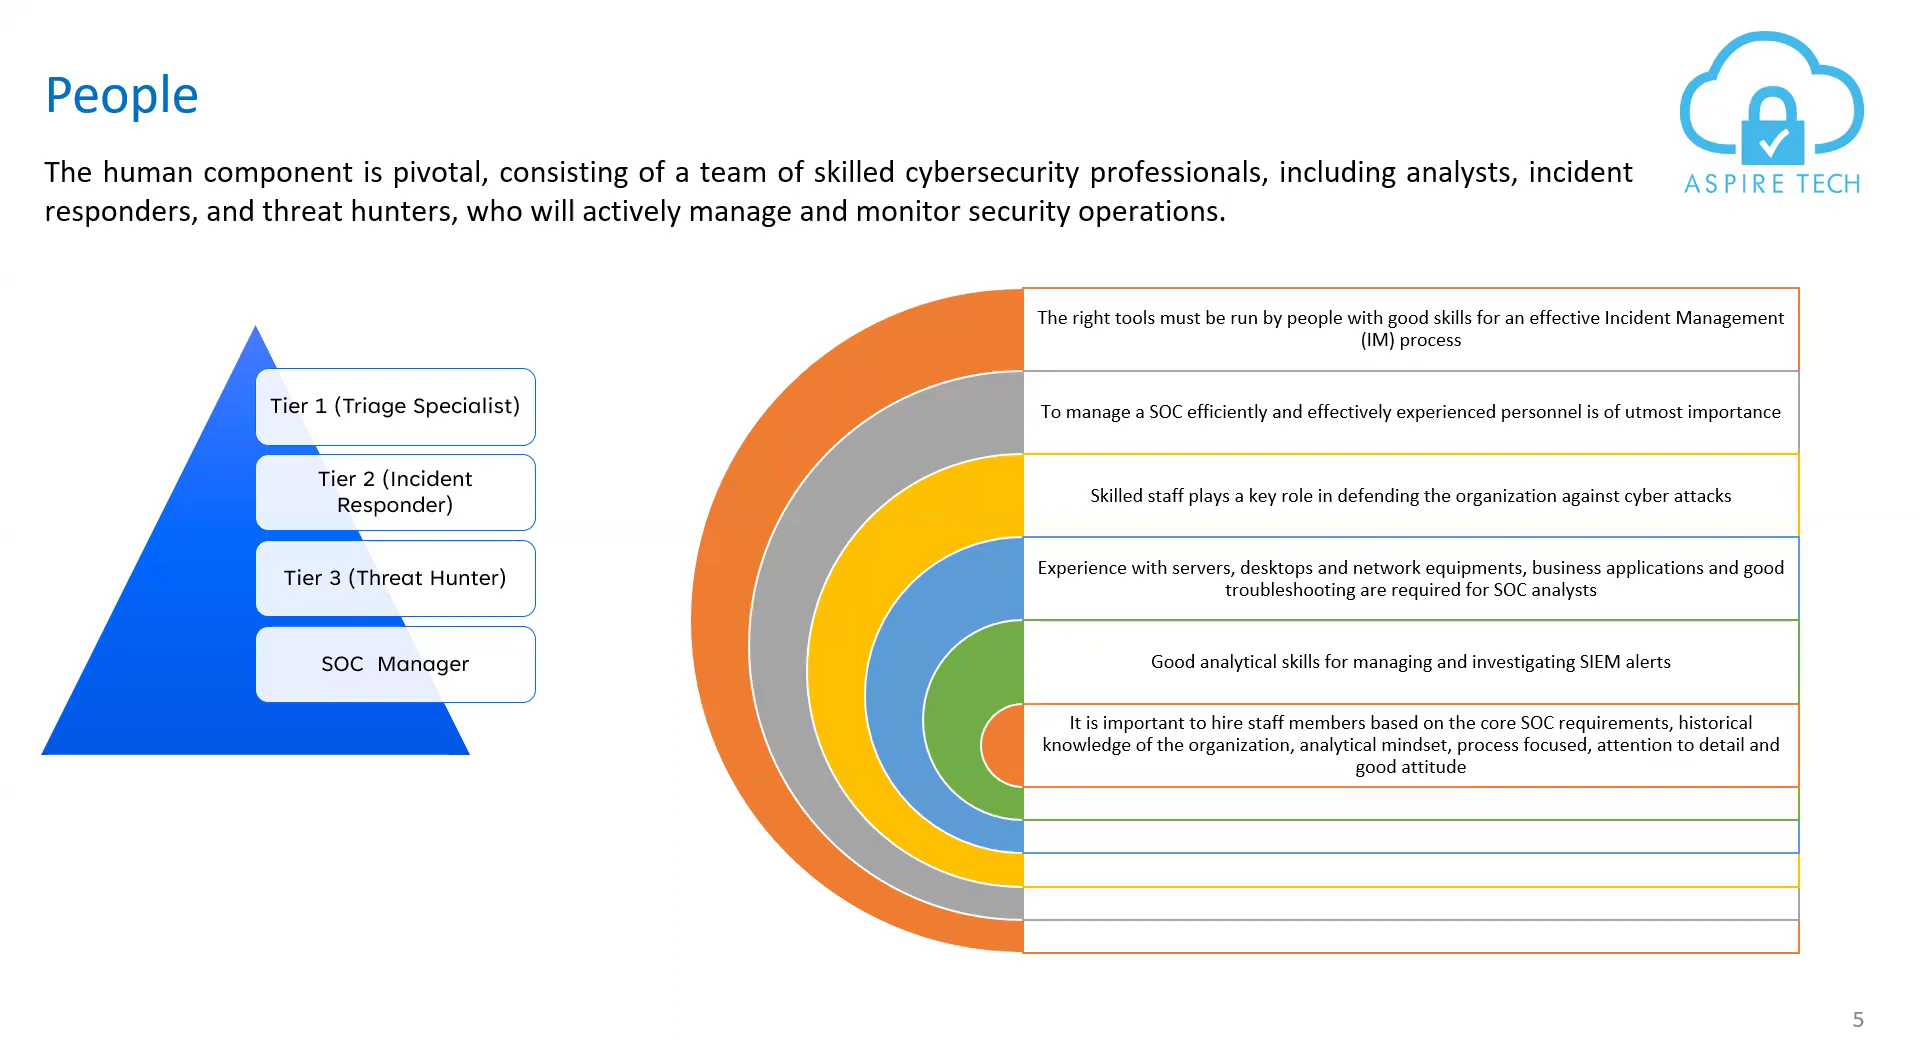 People
ASPIRE TECH
The human component is pivotal, consisting of a team of skilled cybersecurity professionals, including analysts, incident
responders, and threat hunters, who will actively manage and monitor security operations.
Tier 1 (Triage Specialist)
Tier 2 (Incident
Responder)
Tier 3 (Threat Hunter)
SOC  Manager
The right tools must be run by people with good skills for an effective Incident Management
(IM) process
To manage a SOC efficiently and effectively experienced personnel is of utmost importance
Skilled staff plays a key role in defending the organization against cyber attacks
Experience with servers, desktops and network equipments, business applications and good
troubleshooting are required for SOC analysts
Good analytical skills for managing and investigating SIEM alerts
It is important to hire staff members based on the core SOC requirements, historical
knowledge of the organization, analytical mindset, process focused, attention to detail and
good attitude
5